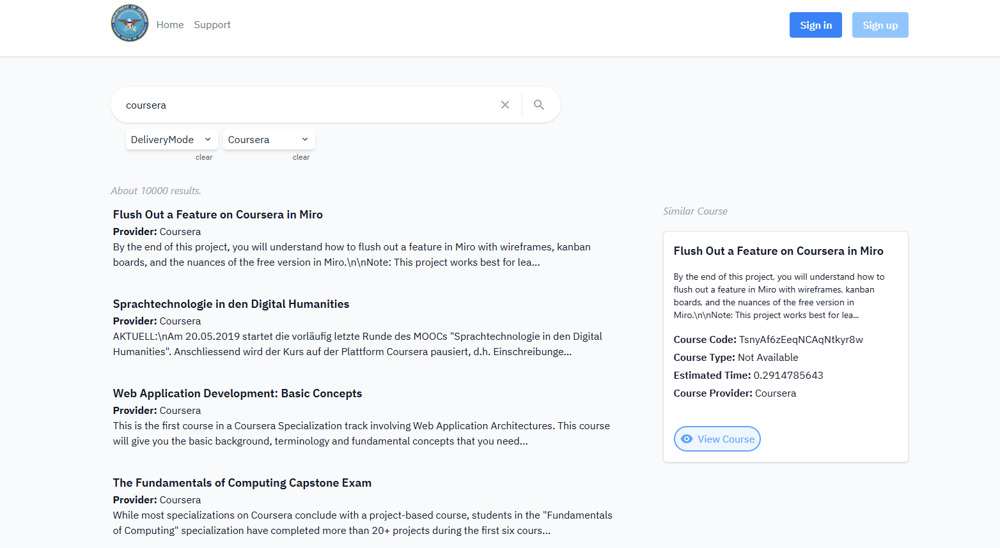 Home Support Sign in Sign up
coursera
DeliveryMode Coursera
clear clear
About 10000 results.
Flush Out a Feature on Coursera in Miro
Provider: Coursera
By the end of this project, you will understand how to flush out a feature in Miro with wireframes, kanban
boards, and the nuances of the free version in Miro.\n\nNote: This project works best for lea...
Sprachtechnologie in den Digital Humanities
Provider: Coursera
AKTUELL:\nAm 20.05.2019 startet die vorläufig letzte Runde des MOOCs "Sprachtechnologie in den Digital
Humanities". Anschliessend wird der Kurs auf der Plattform Coursera pausiert, d.h. Einschreibunge...
Web Application Development: Basic Concepts
Provider: Coursera
This is the first course in a Coursera Specialization track involving Web Application Architectures. This course
will give you the basic background, terminology and fundamental concepts that you need...
The Fundamentals of Computing Capstone Exam
Provider: Coursera
While most specializations on Coursera conclude with a project-based course, students in the "Fundamentals
of Computing" specialization have completed more than 20+ projects during the first six cours...
Similar Course
Flush Out a Feature on Coursera in Miro
By the end of this project, you will understand how to
flush out a feature in Miro with wireframes, kanban
boards, and the nuances of the free version in
Miro.\n\nNote: This project works best for lea...
Course Code: TsnyAf6zEeqNCAqNtkyr8w
Course Type: Not Available
Estimated Time: 0.2914785643
Course Provider: Coursera
View Course